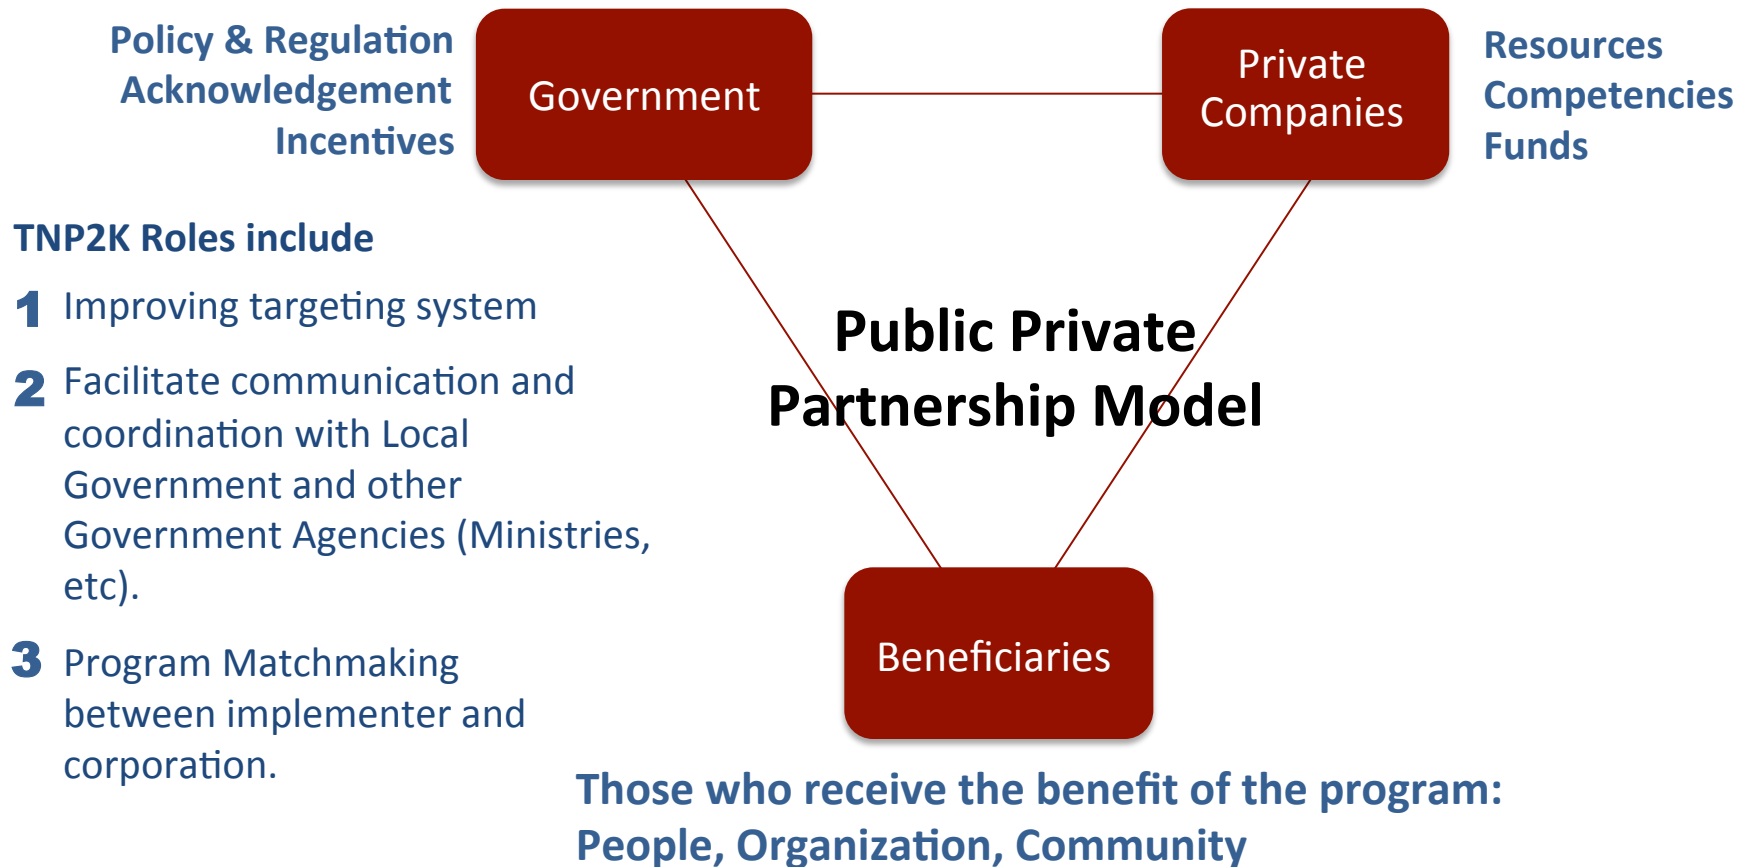 Policy & Regulation
Acknowledgement
Incentives
Government
Private
Companies
Resources
Competencies
Funds
TNP2K Roles include
1 Improving targeting system
2 Facilitate communication and
coordination with Local
Government and other
Government Agencies (Ministries,
etc).
3 Program Matchmaking
between implementer and
corporation.
Public Private
Partnership Model
Beneficiaries
Those who receive the benefit of the program:
People, Organization, Community